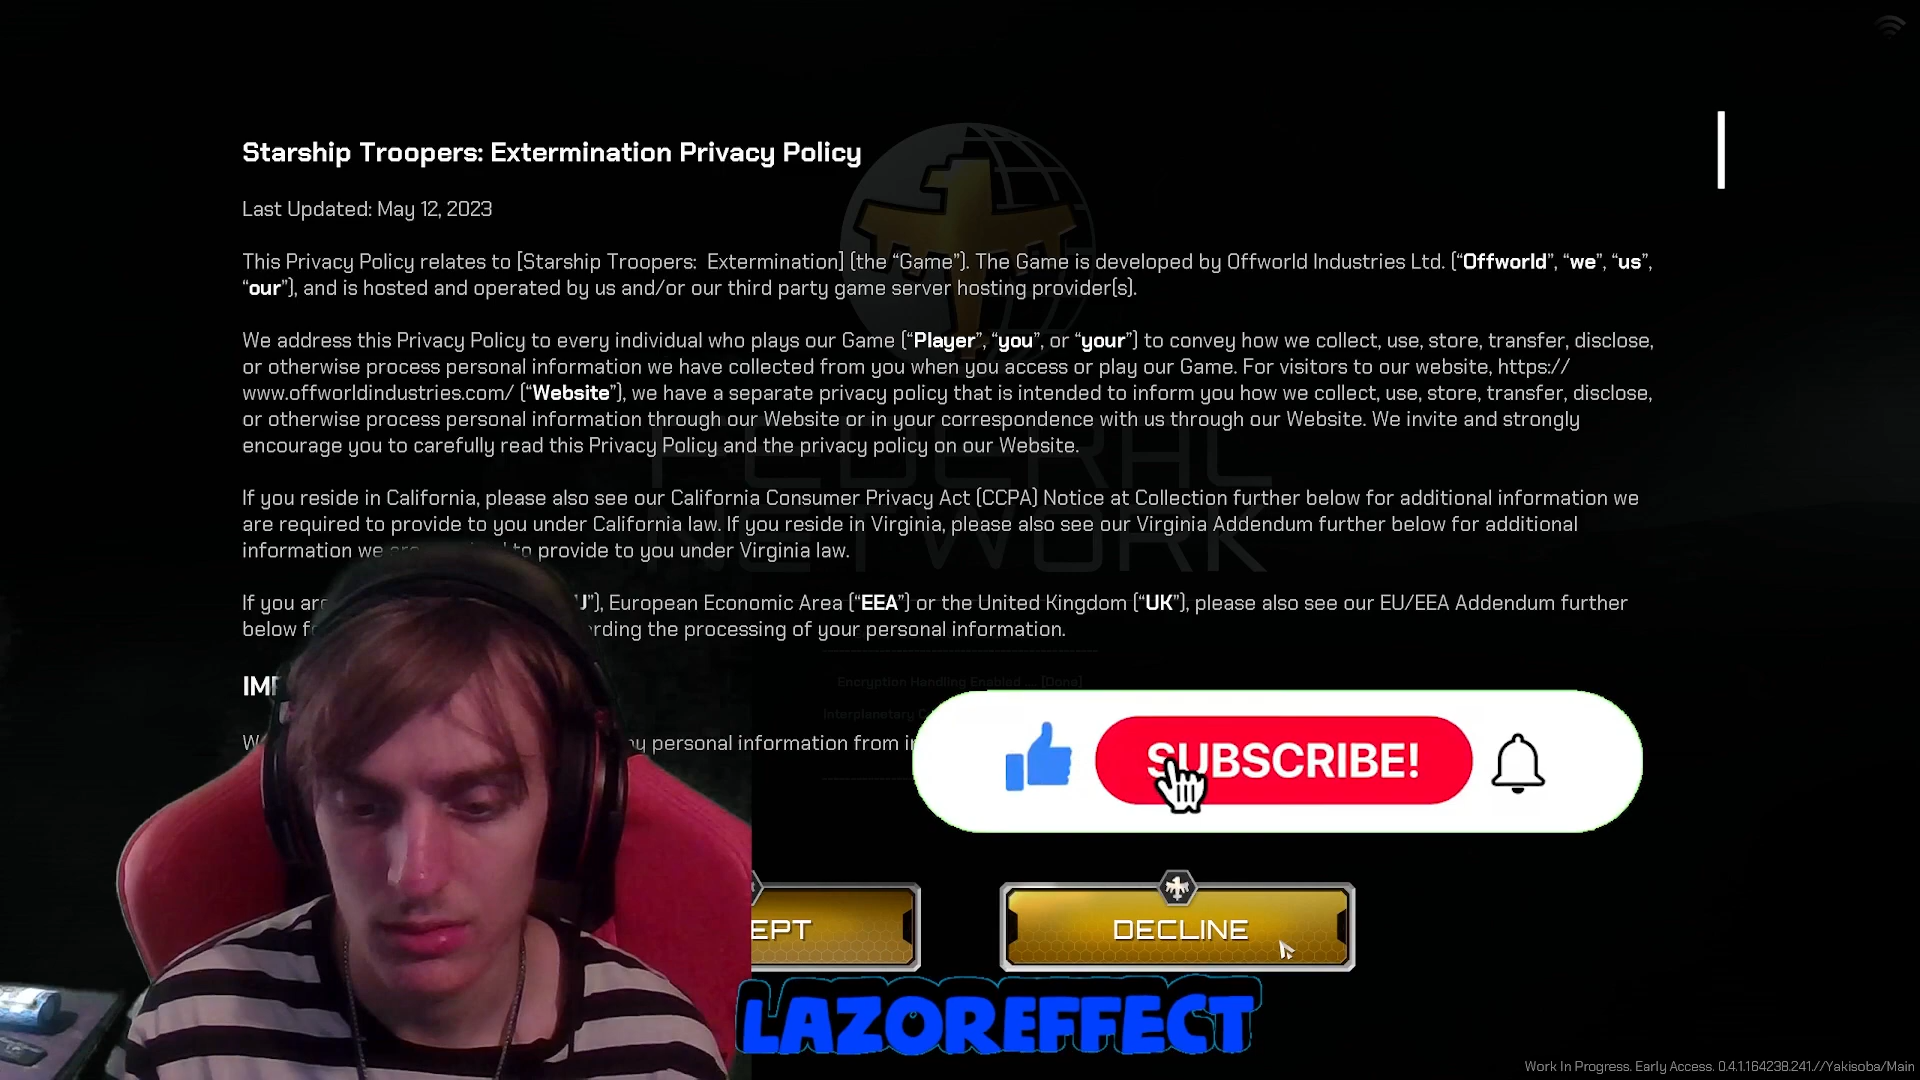 Starship Troopers: Extermination Privacy Policy
Last Updated: May 12, 2023
This Privacy Policy relates to [Starship Troopers:  Extermination] (the “Game”). The Game is developed by Offworld Industries Ltd. (“Offworld”, “we”, “us”,
“our”), and is hosted and operated by us and/or our third party game server hosting provider(s).
We address this Privacy Policy to every individual who plays our Game (“Player”, “you”, or “your”) to convey how we collect, use, store, transfer, disclose,
or otherwise process personal information we have collected from you when you access or play our Game. For visitors to our website, https://
www.offworldindustries.com/ (“Website”), we have a separate privacy policy that is intended to inform you how we collect, use, store, transfer, disclose,
or otherwise process personal information through our Website or in your correspondence with us through our Website. We invite and strongly
encourage you to carefully read this Privacy Policy and the privacy policy on our Website.
FEDERAL
NETWORK
If you reside in California, please also see our California Consumer Privacy Act (CCPA) Notice at Collection further below for additional information we
are required to provide to you under California law. If you reside in Virginia, please also see our Virginia Addendum further below for additional
information we to provide to you under Virginia law.
If you are U”), European Economic Area (“EEA”) or the United Kingdom (“UK”), please also see our EU/EEA Addendum further
below rding the processing of your personal information.
Encryption Handling Enabled ... [Done]
personal information from
SUBSCRIBE!
EPT
DECLINE
LAZOREFFECT
Work In Progress. Early Access. 0.4.1.164238.241.//Yakisoba/Main